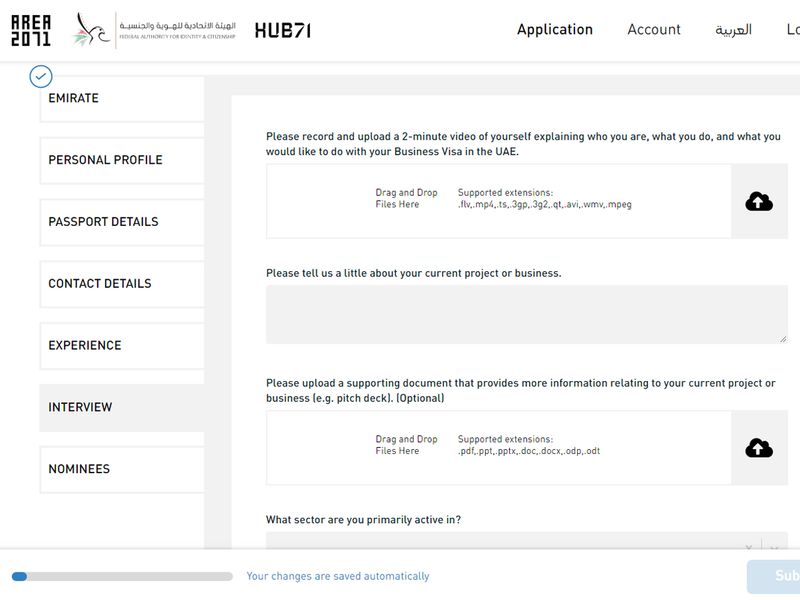 AREA
2071
الهيئة الاتحادية للهوية والجنسية
FEDERAL AUTHORITY FOR IDENTITY & CITIZENSHIP
HUB71
Application
Account
العربية
Lo
EMIRATE
PERSONAL PROFILE
PASSPORT DETAILS
CONTACT DETAILS
EXPERIENCE
INTERVIEW
NOMINEES
Please record and upload a 2-minute video of yourself explaining who you are, what you do, and what you
would like to do with your Business Visa in the UAE.
Drag and Drop
Files Here
Supported extensions:
.flv,.mp4,.ts,.3gp,.3g2,.qt,.avi,.wmv,.mpeg
Please tell us a little about your current project or business.
Please upload a supporting document that provides more information relating to your current project or
business (e.g. pitch deck). (Optional)
Drag and Drop
Files Here
Supported extensions:
.pdf,.ppt,.pptx,.doc,.docx,.odp,.odt
What sector are you primarily active in?
Your changes are saved automatically
Sub